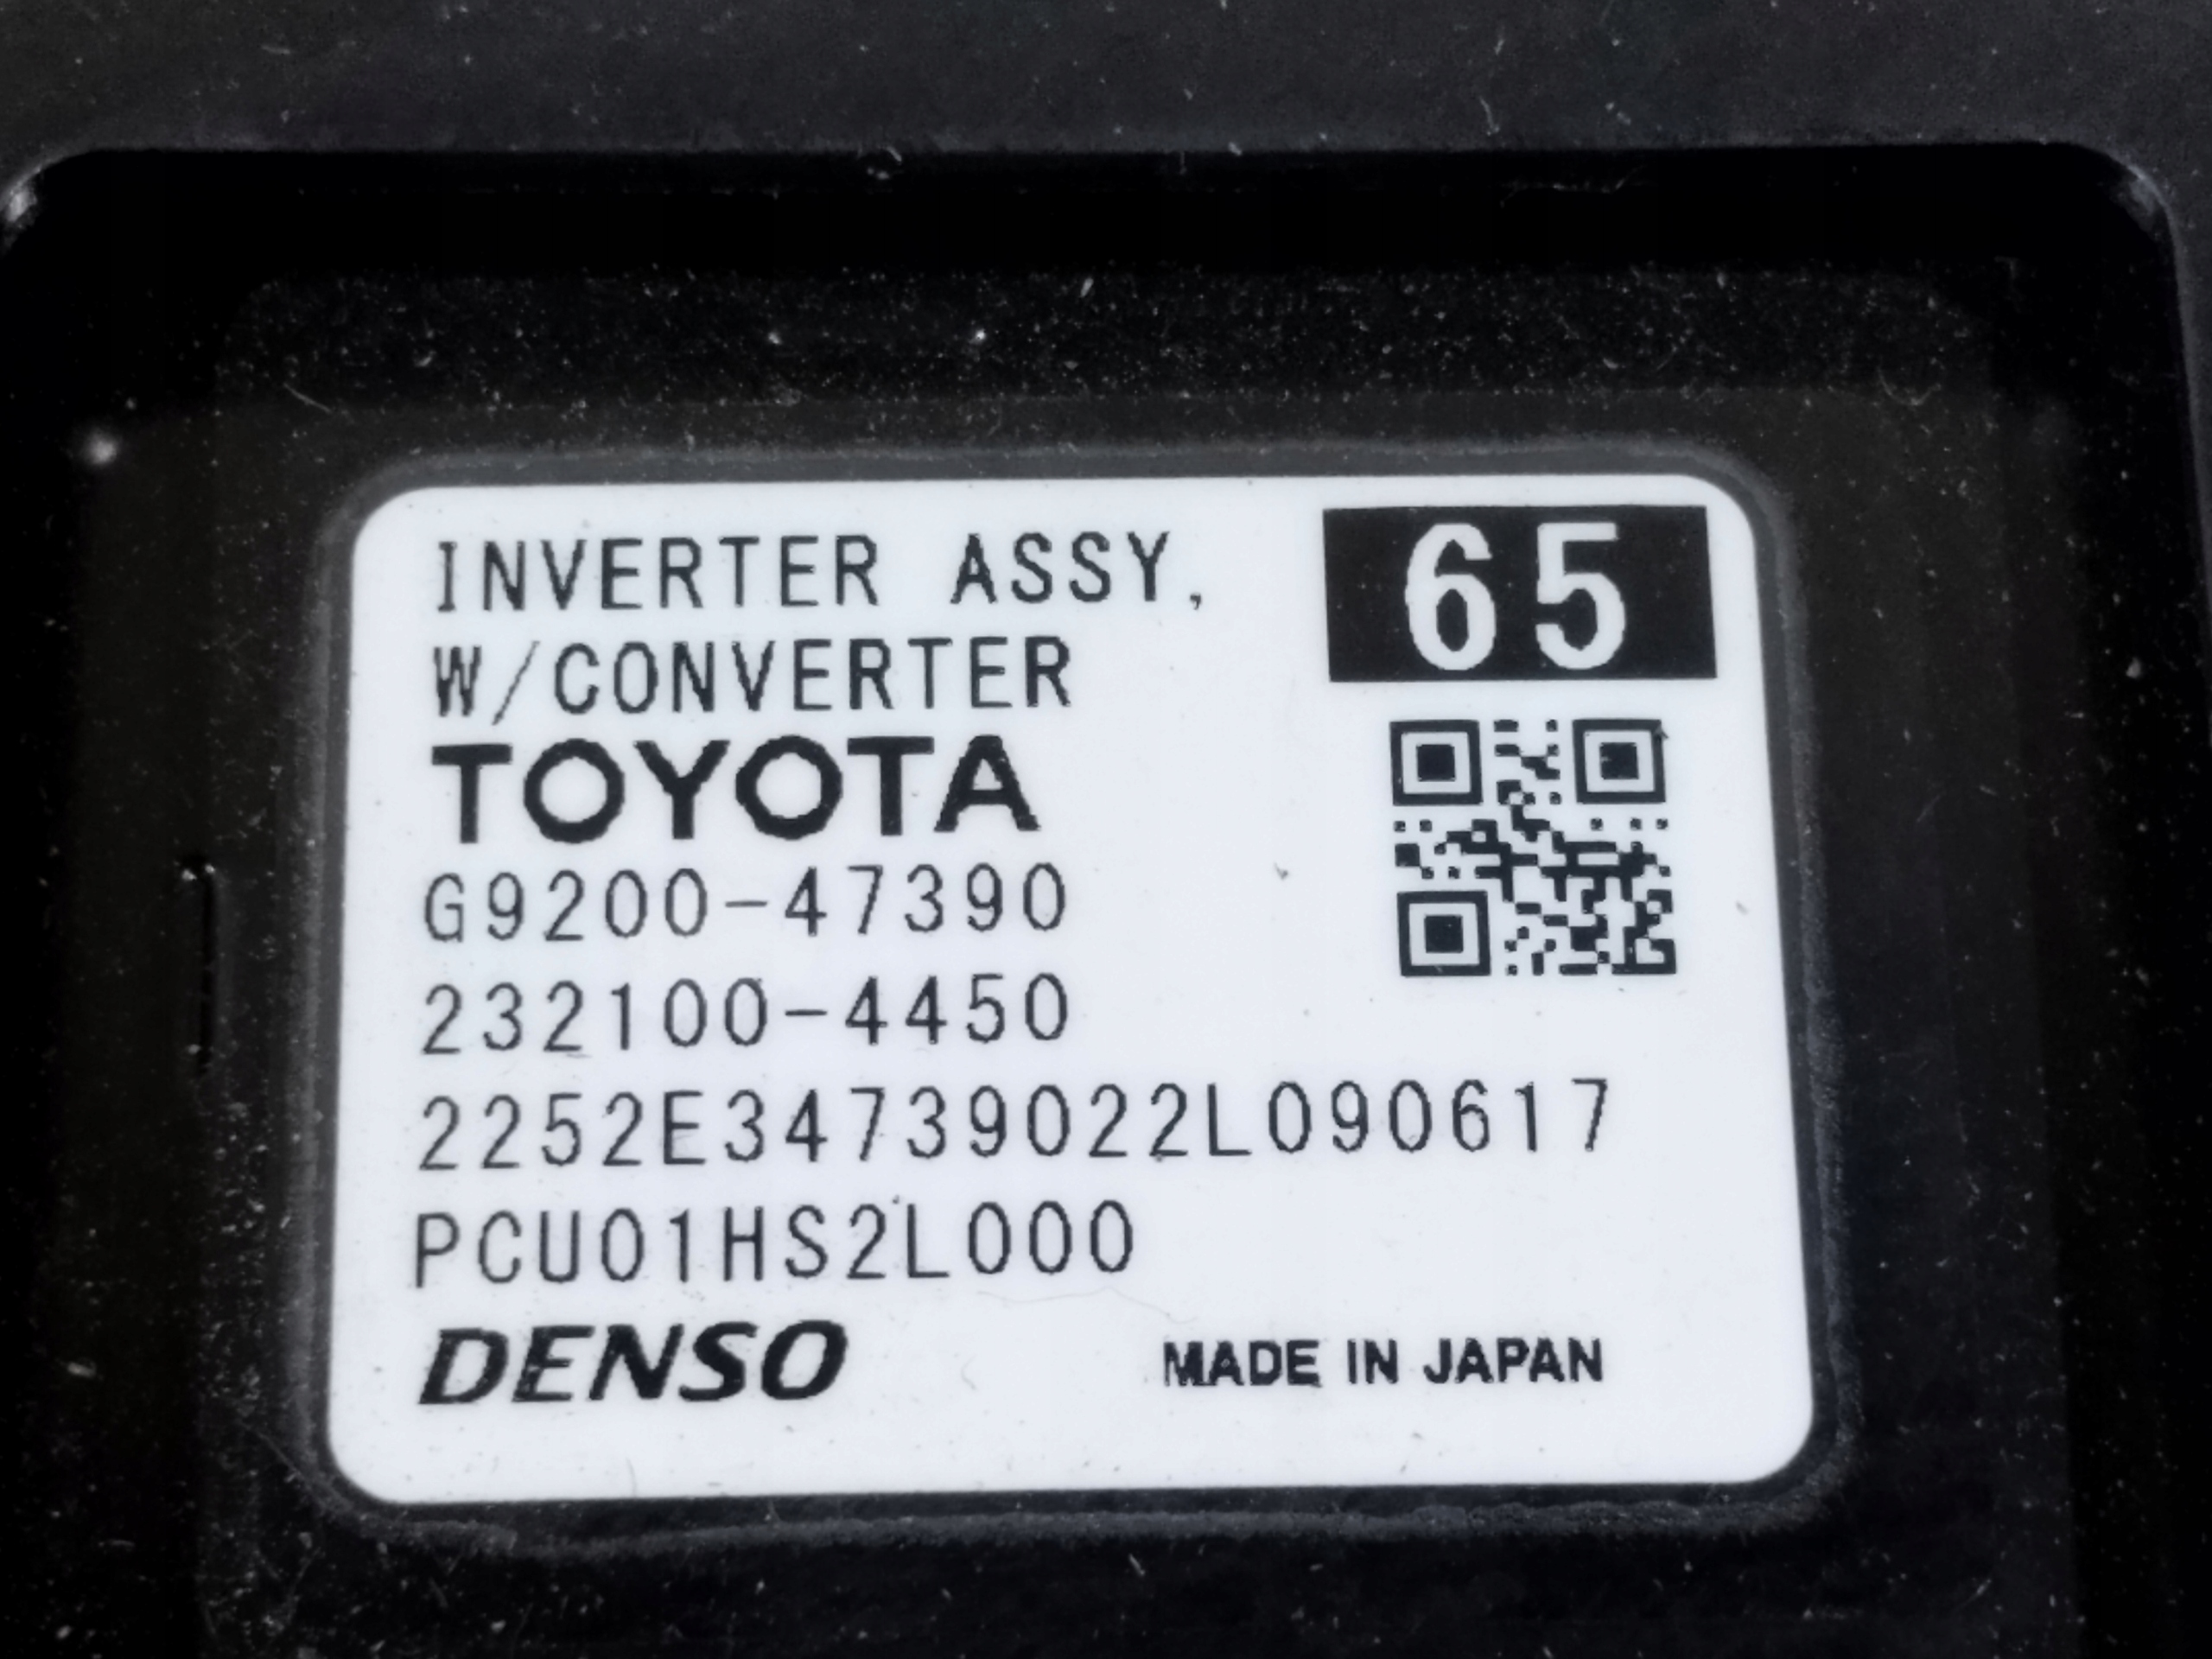 INVERTER ASSY,
65
W/CONVERTER
TOYOTA
G9200-47390
232100-4450
2252E34739022L090617
PCU01HS2L000
DENSO
MADE IN JAPAN